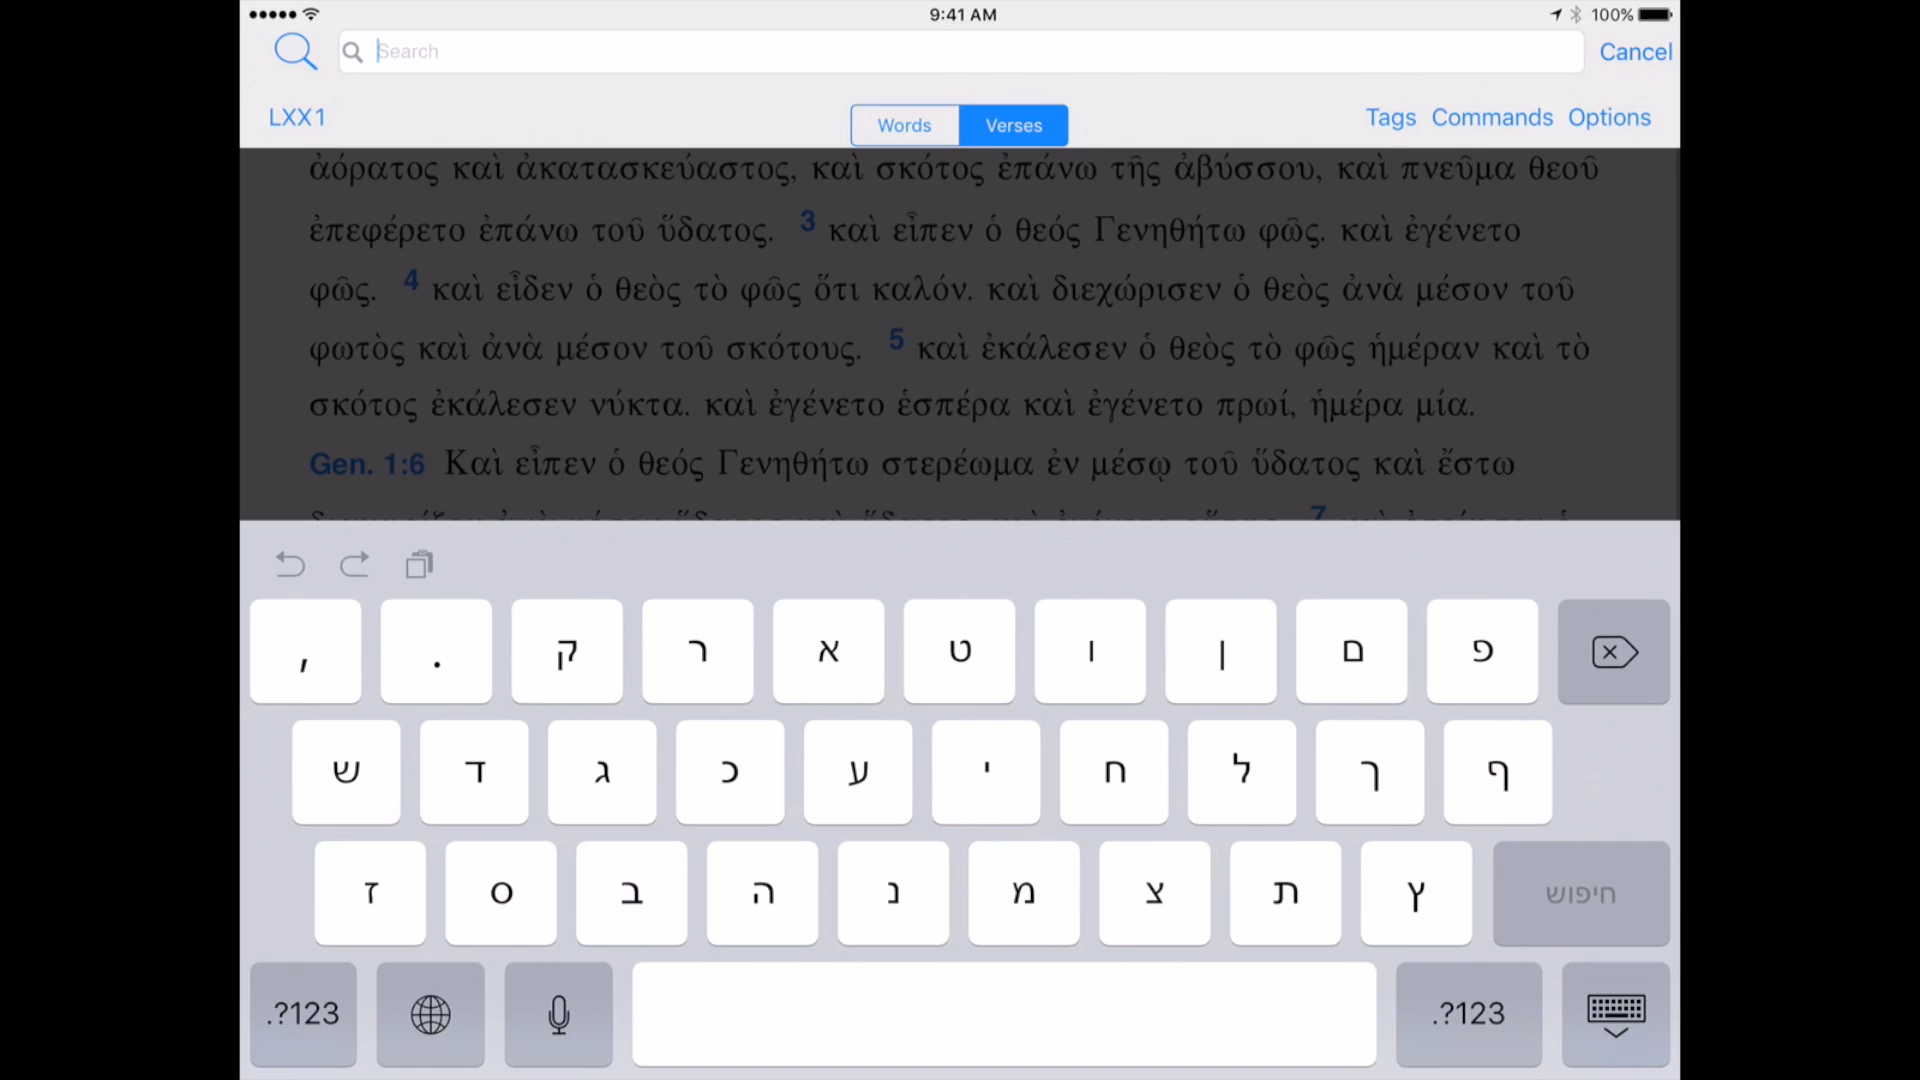 9:41 AM
100%
Search
Cancel
LXX1
Words
Verses
Tags Commands Options
ἀόρατος καὶ ἀκατασκεύαστος, καὶ σκότος ἐπάνω τῆς ἀβύσσου, καὶ πνεῦμα θεοῦ
ἐπεφέρετο ἐπάνω τοῦ ὕδατος. 3 καὶ εἶπεν ὁ θεός Γενηθήτω φῶς. καὶ ἐγένετο
φῶς. 4 καὶ εἶδεν ὁ θεὸς τὸ φῶς ὅτι καλόν. καὶ διεχώρισεν ὁ θεὸς ἀνὰ μέσον τοῦ
φωτὸς καὶ ἀνὰ μέσον τοῦ σκότους. 5 καὶ ἐκάλεσεν ὁ θεὸς τὸ φῶς ἡμέραν καὶ τὸ
σκότος ἐκάλεσεν νύκτα. καὶ ἐγένετο ἑσπέρα καὶ ἐγένετο πρωί, ἡμέρα μία.
Gen. 1:6 Καὶ εἶπεν ὁ θεός Γενηθήτω στερέωμα ἐν μέσῳ τοῦ ὕδατος καὶ ἔστω
7
, . ק ר א ט ו ן ם פ
ש ד ג כ ע י ח ל ך ף
ז ס ב ה נ מ צ ת ץ חיפוש
.?123 .?123